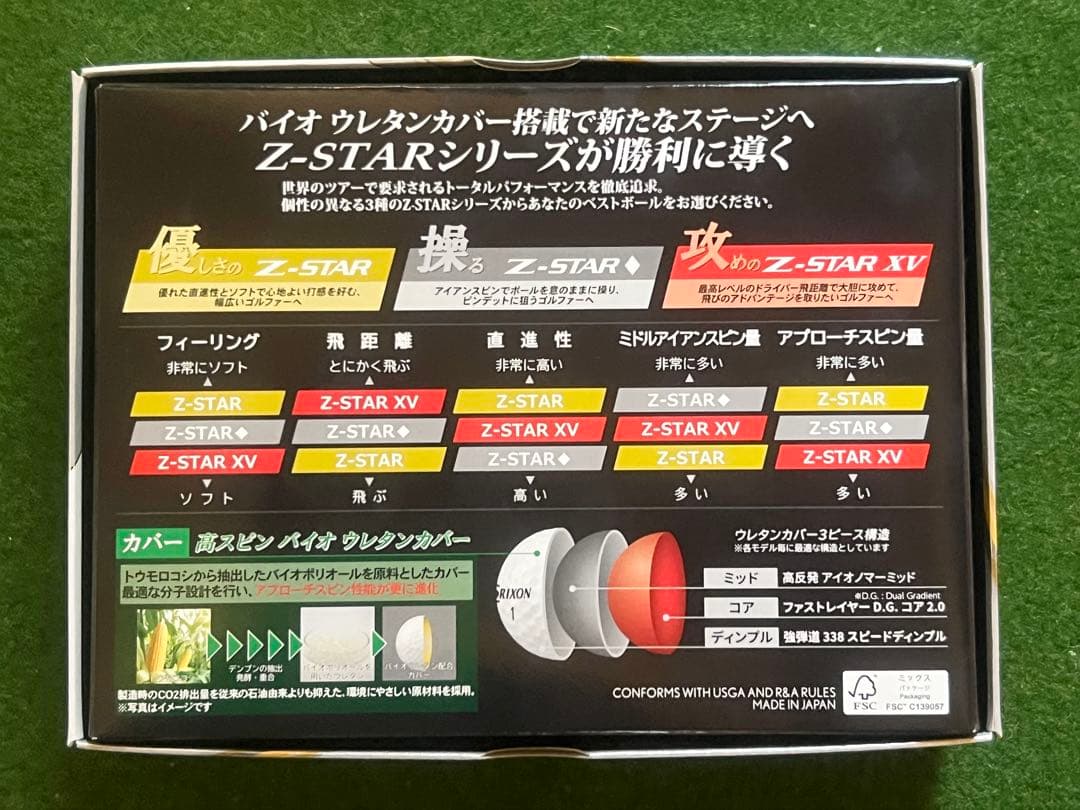 バイオ ウレタンカバー搭載で新たなステージへ
Z-STARシリーズが勝利に導く
世界のツアーで要求されるトータルパフォーマンスを徹底追求。
個性の異なる3種のZ-STARシリーズからあなたのベストボールをお選びください。
優しさの Z-STAR
優れた直進性とソフトで心地よい打感を好む、
幅広いゴルファーへ
操る Z-STAR♦
アイアンスピンでボールを意のままに操り、
ピンデッドに狙うゴルファーへ
攻めの Z-STAR XV
最高レベルのドライバー飛距離で大胆に攻めて、
飛びのアドバンテージを取りたいゴルファーへ
フィーリング 飛距離 直進性 ミドルアイアンスピン量 アプローチスピン量
非常にソフト とにかく飛ぶ 非常に高い 非常に多い 非常に多い
Z-STAR Z-STAR XV Z-STAR Z-STAR♦ Z-STAR
Z-STAR♦ Z-STAR♦ Z-STAR XV Z-STAR XV Z-STAR♦
Z-STAR XV Z-STAR Z-STAR♦ Z-STAR Z-STAR XV
ソフト 飛ぶ 高い 多い 多い
カバー 高スピン バイオ ウレタンカバー
トウモロコシから抽出したバイオポリオールを原料としたカバー
最適な分子設計を行い、アプローチスピン性能が更に進化
デンプンの抽出
発酵・重合
カバー
製造時のCO2排出量を従来の石油由来よりも抑えた、環境にやさしい原材料を採用。
※写真はイメージです
SRIXON
1
ウレタンカバー3ピース構造
※各モデル毎に最適な構造としています
ミッド 高反発 アイオノマーミッド
※D.G. : Dual Gradient
コア ファストレイヤー D.G. コア 2.0
ディンプル 強弾道 338 スピードディンプル
CONFORMS WITH USGA AND R&A RULES
MADE IN JAPAN
FSC
ミックス
パッケージ
Packaging
FSC™ C139057